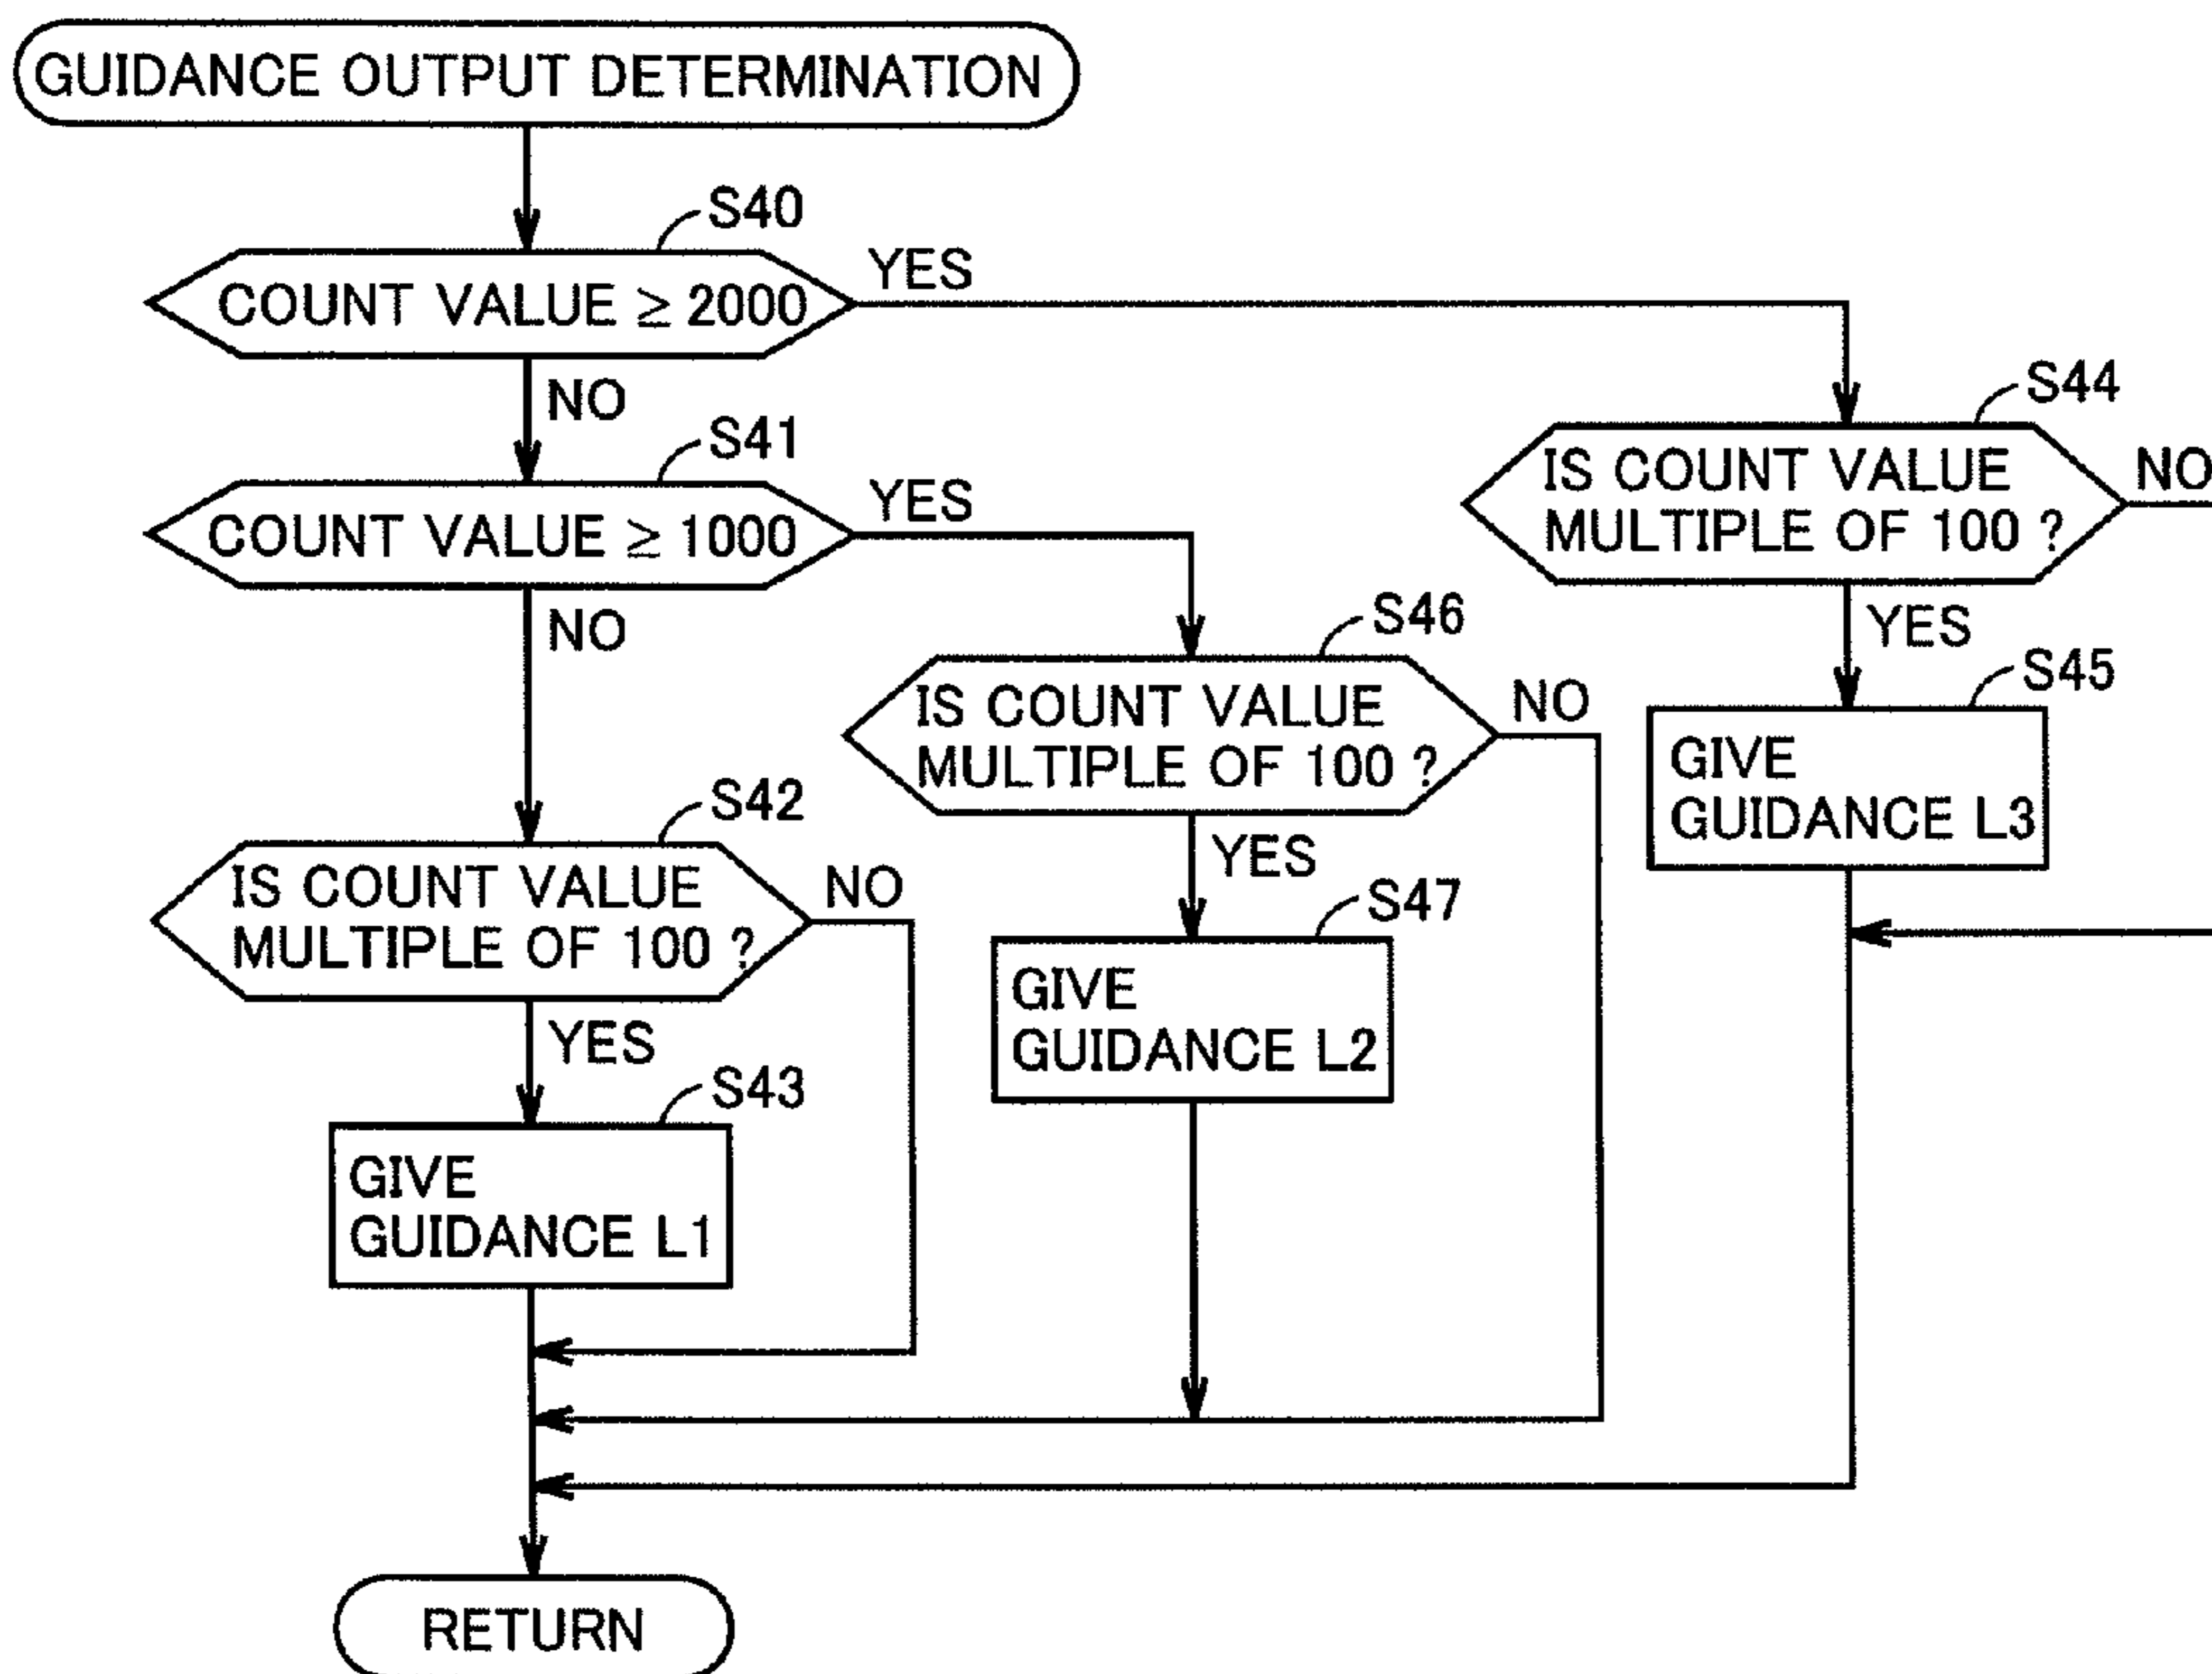 GUIDANCE OUTPUT DETERMINATION
S40
COUNT VALUE ≥ 2000
YES
NO
S41
COUNT VALUE ≥ 1000
YES
NO
S42
IS COUNT VALUE
MULTIPLE OF 100 ?
NO
YES
S43
GIVE
GUIDANCE L1
S46
IS COUNT VALUE
MULTIPLE OF 100 ?
NO
YES
S47
GIVE
GUIDANCE L2
S44
IS COUNT VALUE
MULTIPLE OF 100 ?
NO
YES
S45
GIVE
GUIDANCE L3
RETURN